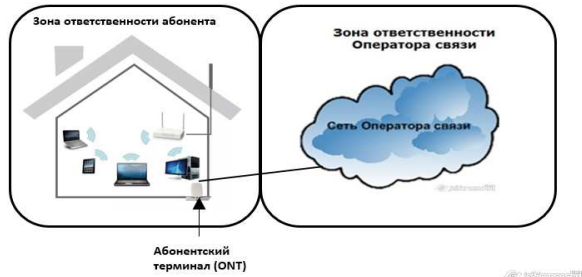 Зона ответственности абонента
Зона ответственности
Оператора связи
Сеть Оператора связи
Абонентский
терминал (ONT)